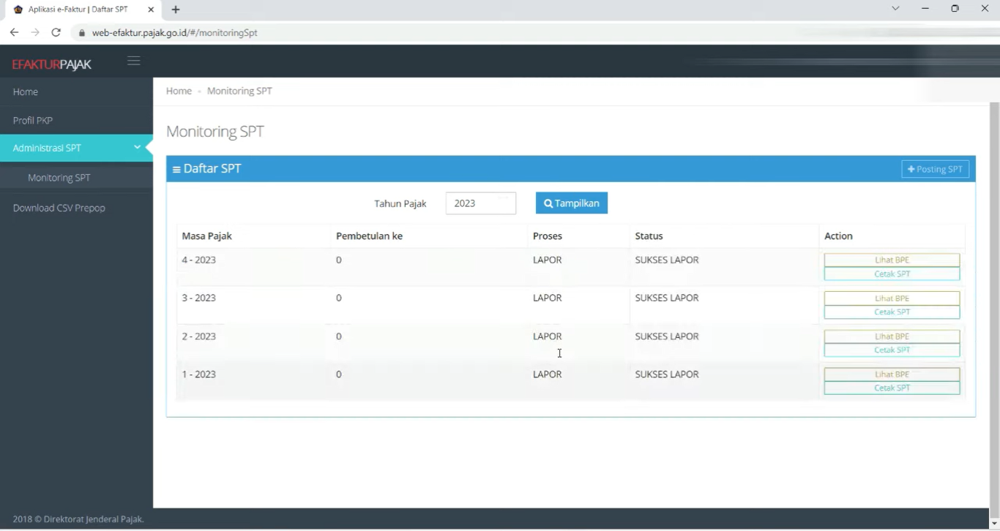 Aplikasi e-Faktur | Daftar SPT
web-efaktur.pajak.go.id/#/monitoringSpt
EFAKTURPAJAK
Home
Profil PKP
Administrasi SPT
Monitoring SPT
Download CSV Prepop
Home - Monitoring SPT
Monitoring SPT
Daftar SPT
Posting SPT
Tahun Pajak 2023 Tampilkan
Masa Pajak Pembetulan ke Proses Status Action
4 - 2023 0 LAPOR SUKSES LAPOR Lihat BPE
Cetak SPT
3 - 2023 0 LAPOR SUKSES LAPOR Lihat BPE
Cetak SPT
2 - 2023 0 LAPOR SUKSES LAPOR Lihat BPE
Cetak SPT
1 - 2023 0 LAPOR SUKSES LAPOR Lihat BPE
Cetak SPT
2018 © Direktorat Jenderal Pajak.